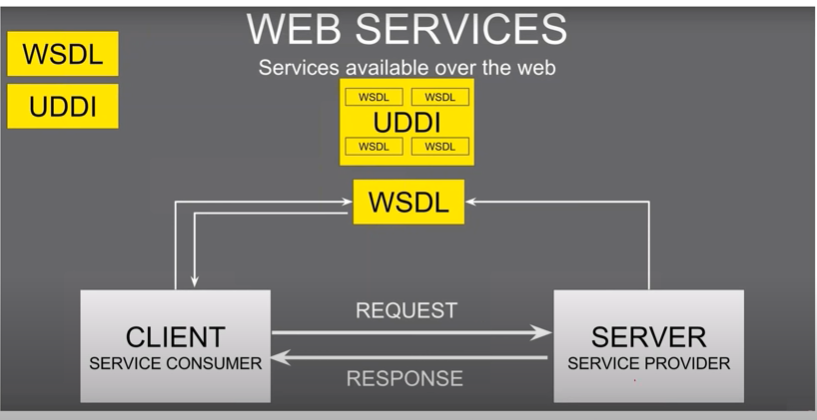 WEB SERVICES
Services available over the web
WSDL
UDDI
WSDL WSDL
UDDI
WSDL WSDL
WSDL
REQUEST
CLIENT
SERVICE CONSUMER
SERVER
SERVICE PROVIDER
RESPONSE